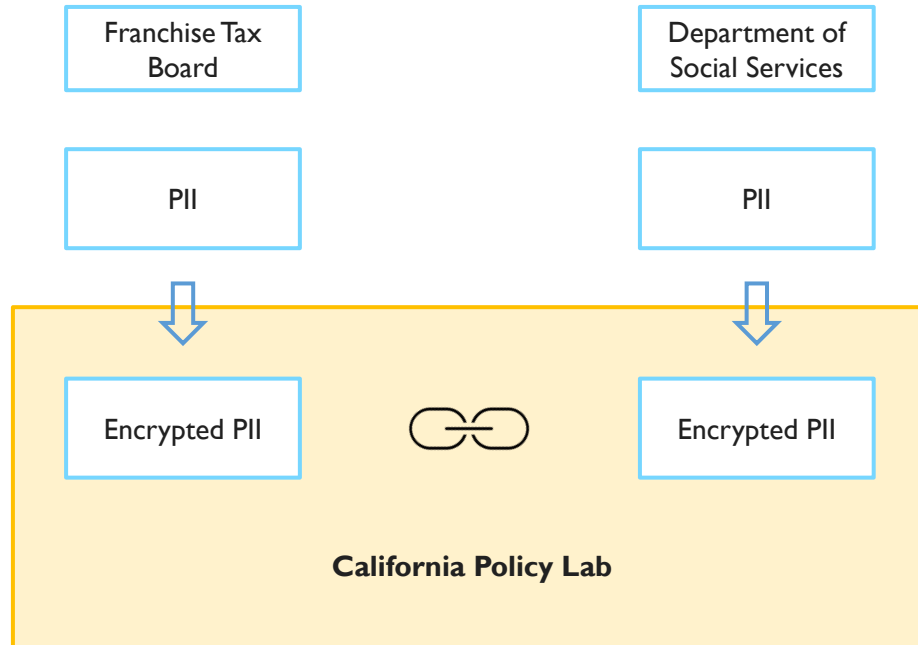 Franchise Tax
Board
Department of
Social Services
PII
PII
Encrypted PII
Encrypted PII
California Policy Lab